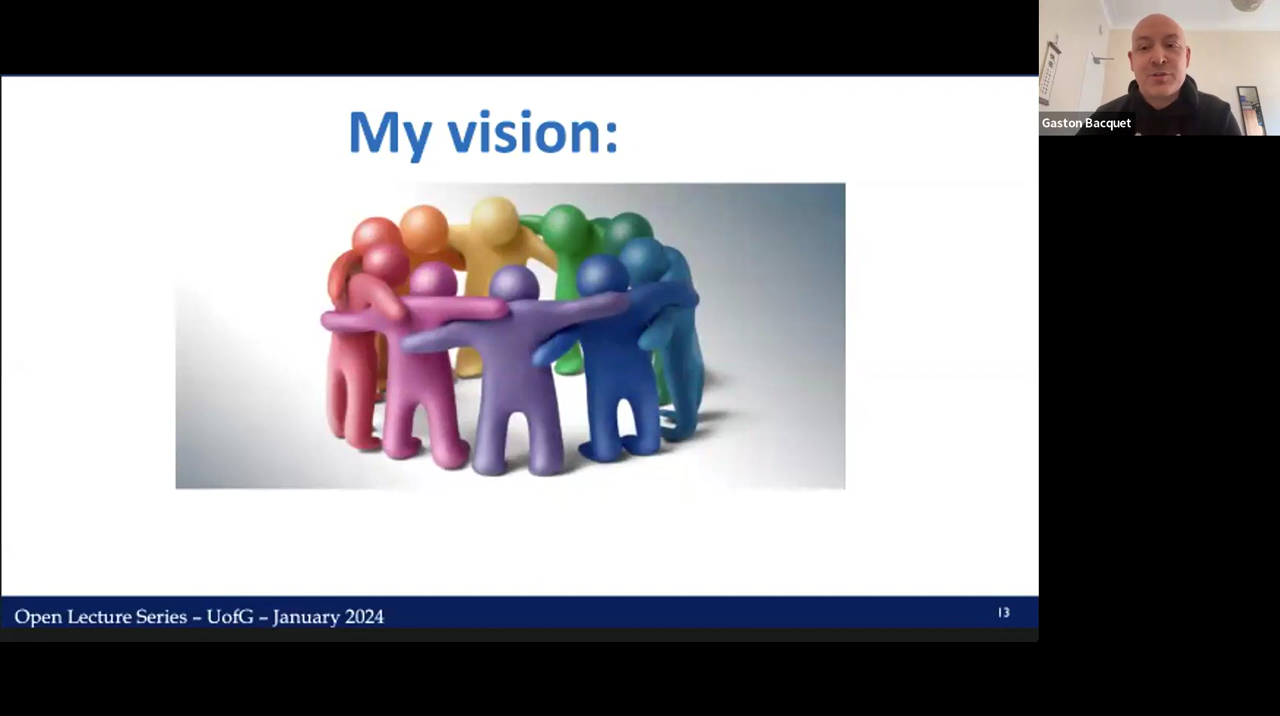 My vision:
Gaston Bacquet
Open Lecture Series – UofG – January 2024
13